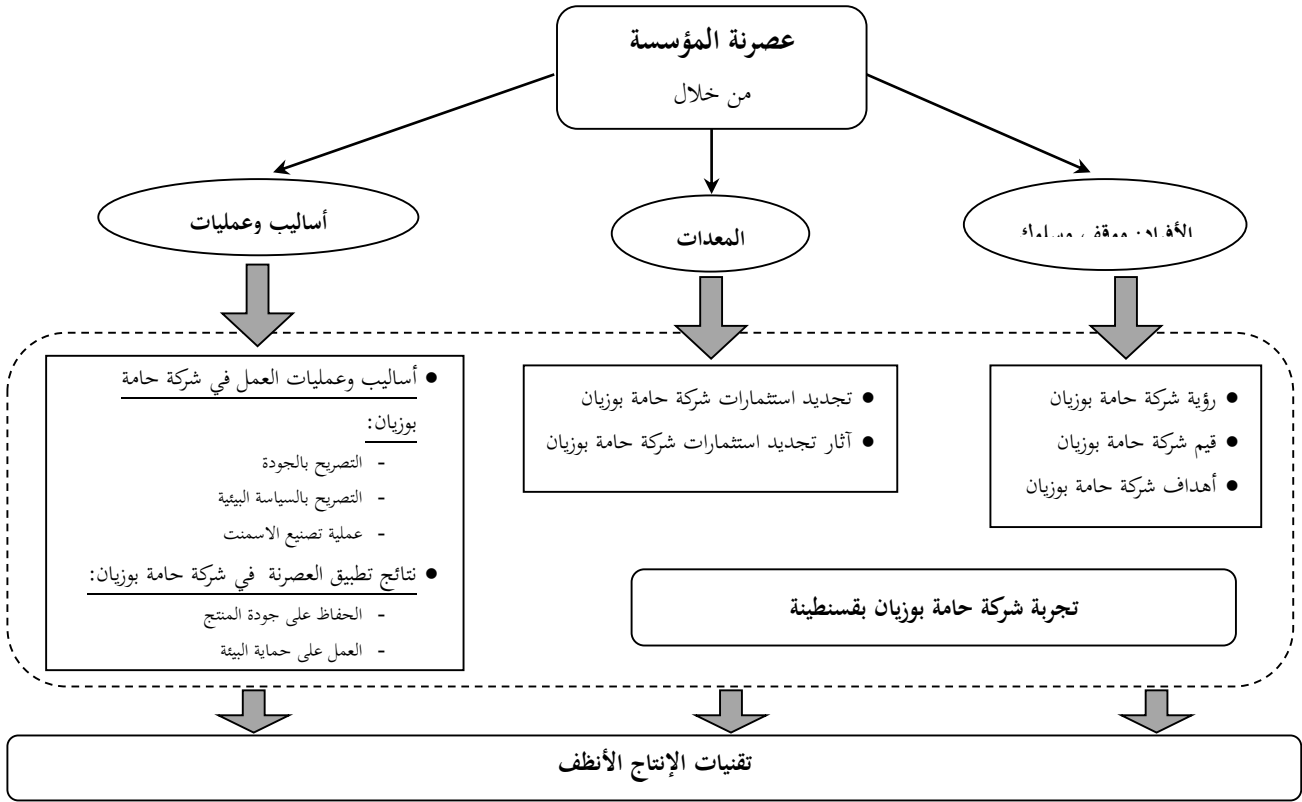 عصرنة المؤسسة
من خلال
الأفراد: موقف وسلوك
المعدات
أساليب وعمليات
● رؤية شركة حامة بوزيان
● قيم شركة حامة بوزيان
● أهداف شركة حامة بوزيان
● تجديد استثمارات شركة حامة بوزيان
● آثار تجديد استثمارات شركة حامة بوزيان
● أساليب وعمليات العمل في شركة حامة
بوزيان:
- التصريح بالجودة
- التصريح بالسياسة البيئية
- عملية تصنيع الاسمنت
● نتائج تطبيق العصرنة في شركة حامة بوزيان:
- الحفاظ على جودة المنتج
- العمل على حماية البيئة
تجربة شركة حامة بوزيان بقسنطينة
تقنيات الإنتاج الأنظف